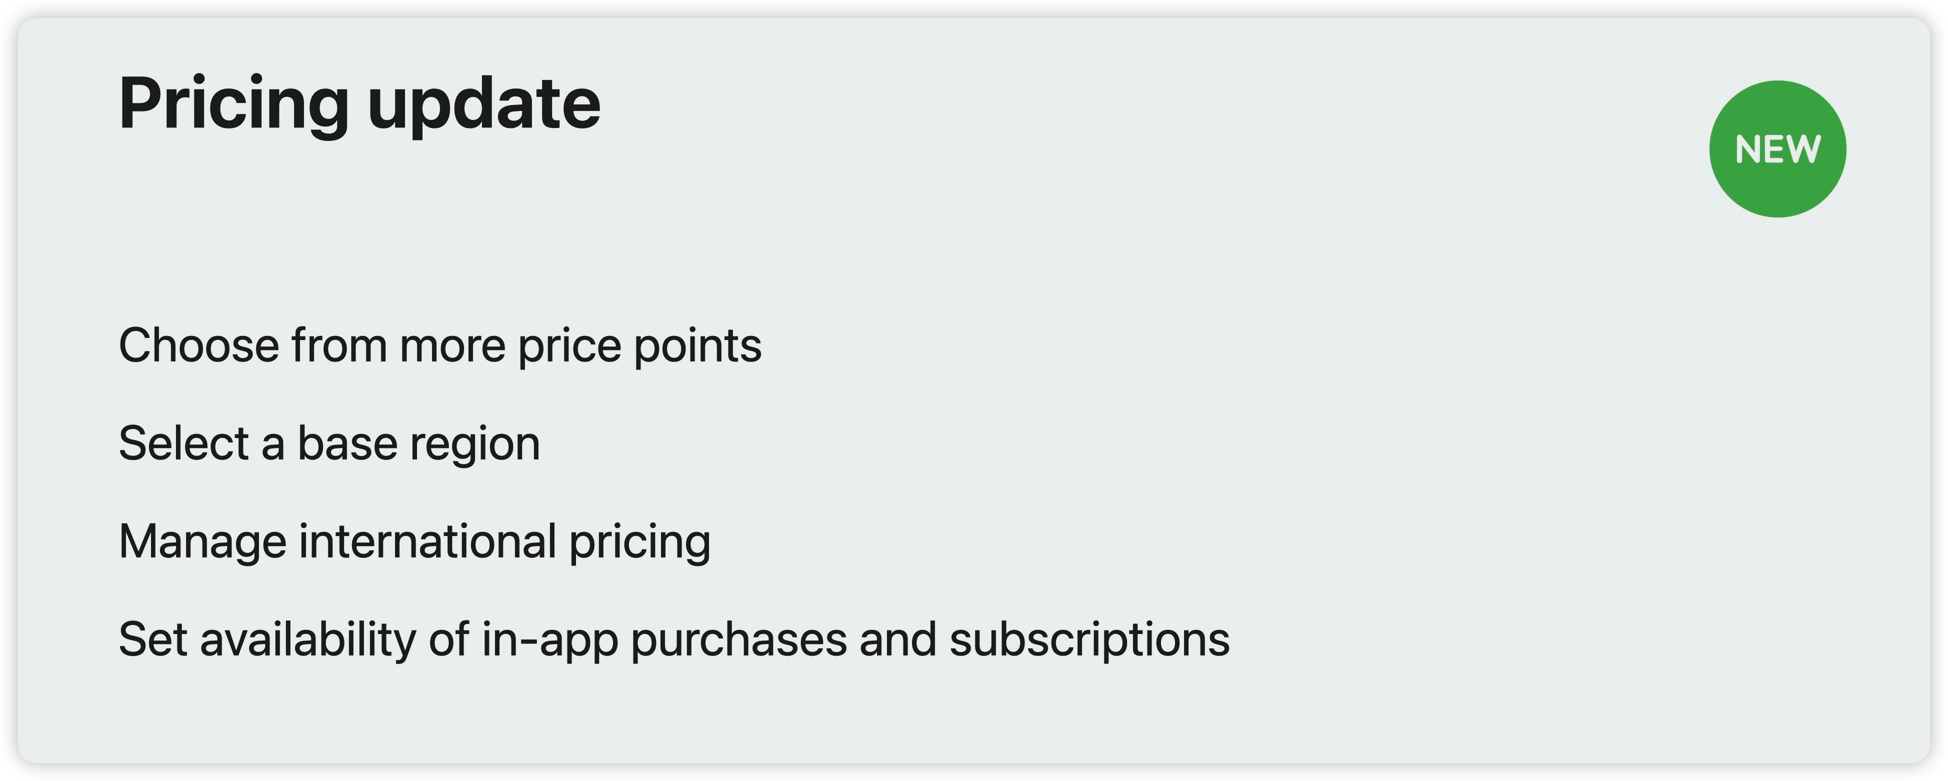 Pricing update
NEW
Choose from more price points
Select a base region
Manage international pricing
Set availability of in-app purchases and subscriptions